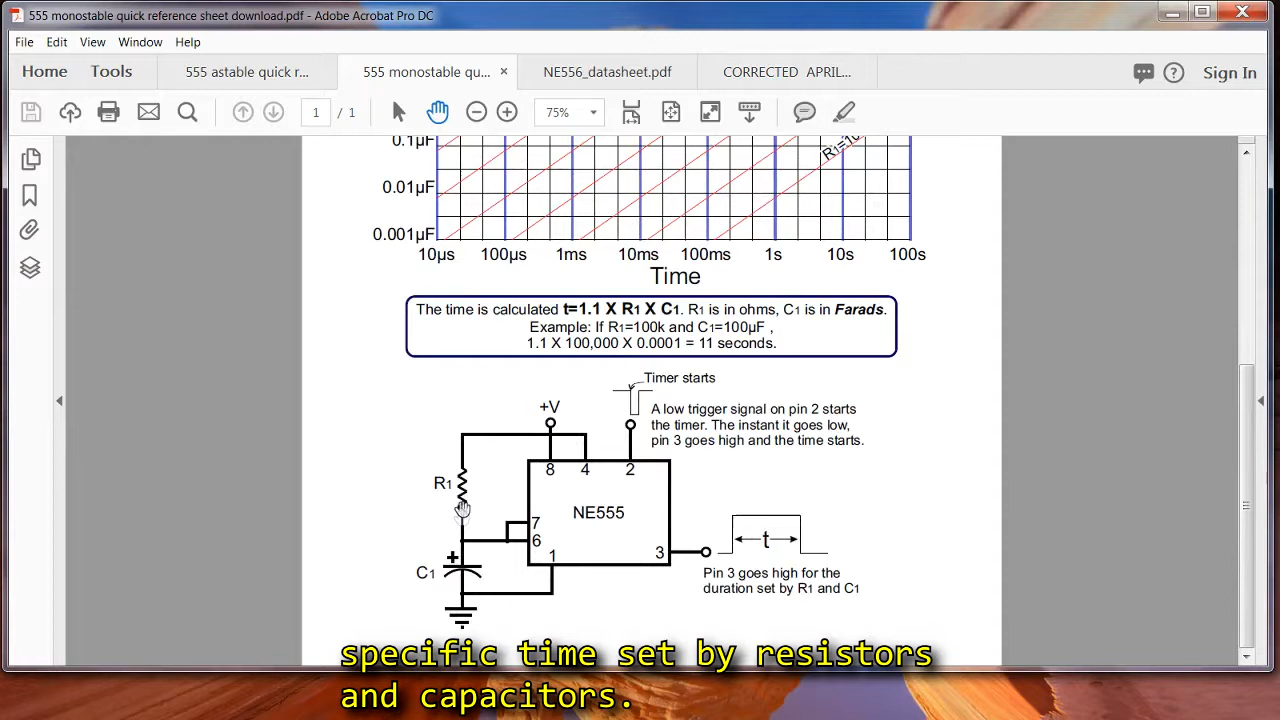 555 monostable quick reference sheet download.pdf - Adobe Acrobat Pro DC
File Edit View Window Help
Home Tools 555 astable quick r... 555 monostable qu... × NE556_datasheet.pdf CORRECTED APRIL... ? Sign In
1 / 1 75%
0.1µF
R1=10
0.01µF
0.001µF
10µs 100µs 1ms 10ms 100ms 1s 10s 100s
Time
The time is calculated t=1.1 X R1 X C1. R1 is in ohms, C1 is in Farads.
Example: If R1=100k and C1=100µF ,
1.1 X 100,000 X 0.0001 = 11 seconds.
Timer starts
+V
A low trigger signal on pin 2 starts
the timer. The instant it goes low,
pin 3 goes high and the time starts.
8 4 2
R1
NE555
7
6
1 3
t
+
C1
Pin 3 goes high for the
duration set by R1 and C1
specific time set by resistors
and capacitors.